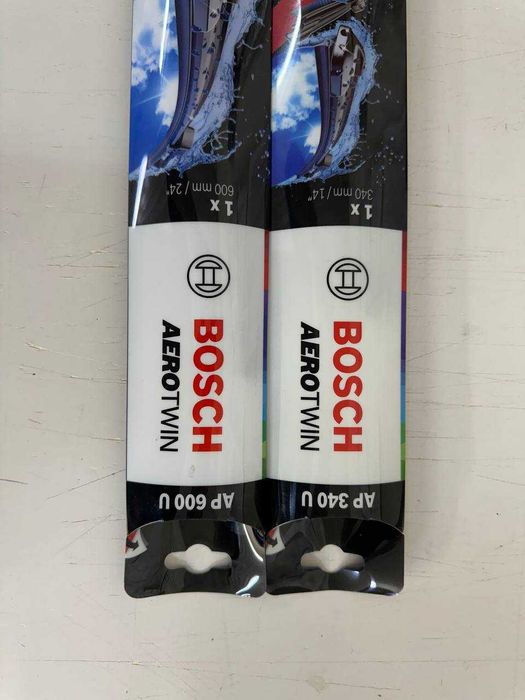 1 x
600 mm / 24"
BOSCH
AEROTWIN
AP 600 U
1 x
340 mm / 14"
BOSCH
AEROTWIN
AP 340 U